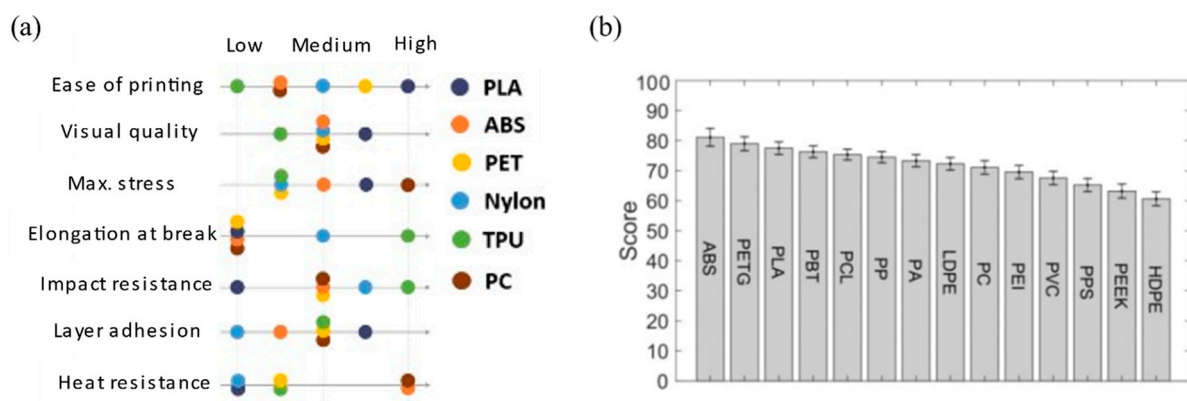 (a)
Low Medium High
Ease of printing
Visual quality
Max. stress
Elongation at break
Impact resistance
Layer adhesion
Heat resistance
PLA
ABS
PET
Nylon
TPU
PC
(b)
100
90
80
70
60
50
40
30
20
10
0
Score
ABS
PETG
PLA
PBT
PCL
PP
PA
LDPE
PC
PEI
PVC
PPS
PEEK
HDPE